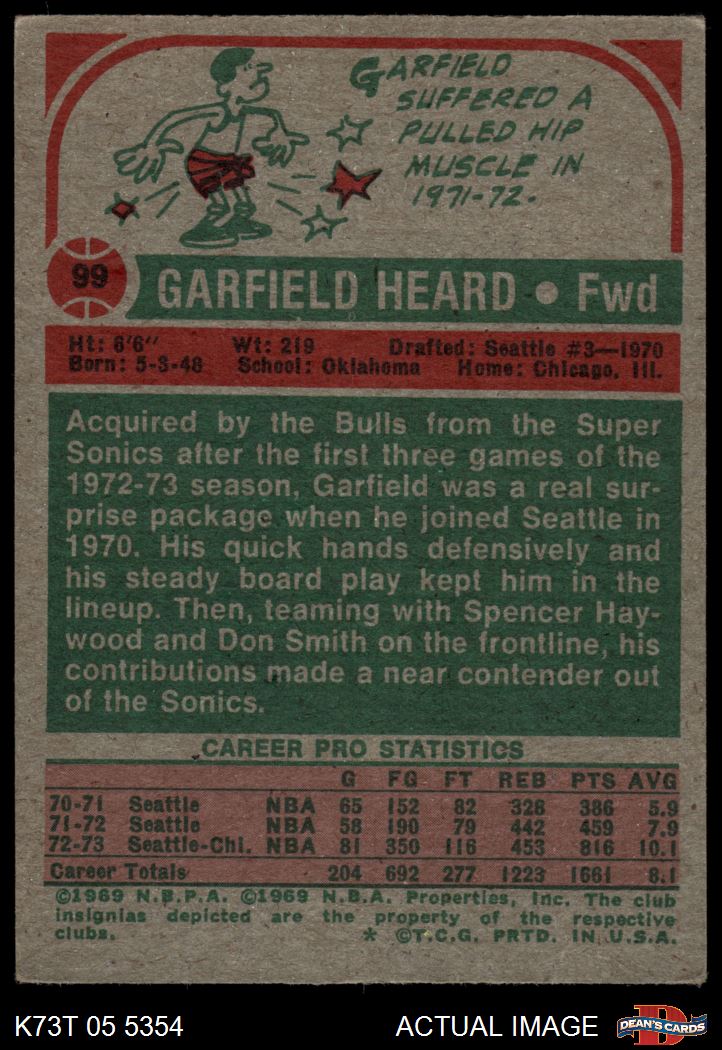 GARFIELD
SUFFERED A
PULLED HIP
MUSCLE IN
1971-72.
99
GARFIELD HEARD • Fwd
Ht: 6'6" Wt: 219 Drafted: Seattle #3—1970
Born: 5-3-48 School: Oklahoma Home: Chicago, Ill.
Acquired by the Bulls from the Super
Sonics after the first three games of the
1972-73 season, Garfield was a real sur-
prise package when he joined Seattle in
1970. His quick hands defensively and
his steady board play kept him in the
lineup. Then, teaming with Spencer Hay-
wood and Don Smith on the frontline, his
contributions made a near contender out
of the Sonics.
CAREER PRO STATISTICS
G FG FT REB PTS AVG
70-71 Seattle NBA 65 152 82 328 386 5.9
71-72 Seattle NBA 58 190 79 442 459 7.9
72-73 Seattle-Chi. NBA 81 350 116 453 816 10.1
Career Totals 204 692 277 1223 1661 8.1
©1969 N.B.P.A. ©1969 N.B.A. Properties, Inc. The club
insignias depicted are the property of the respective
clubs. * ©T.C.G. PRTD. IN U.S.A.
K73T 05 5354 ACTUAL IMAGE D DEAN'S CARDS